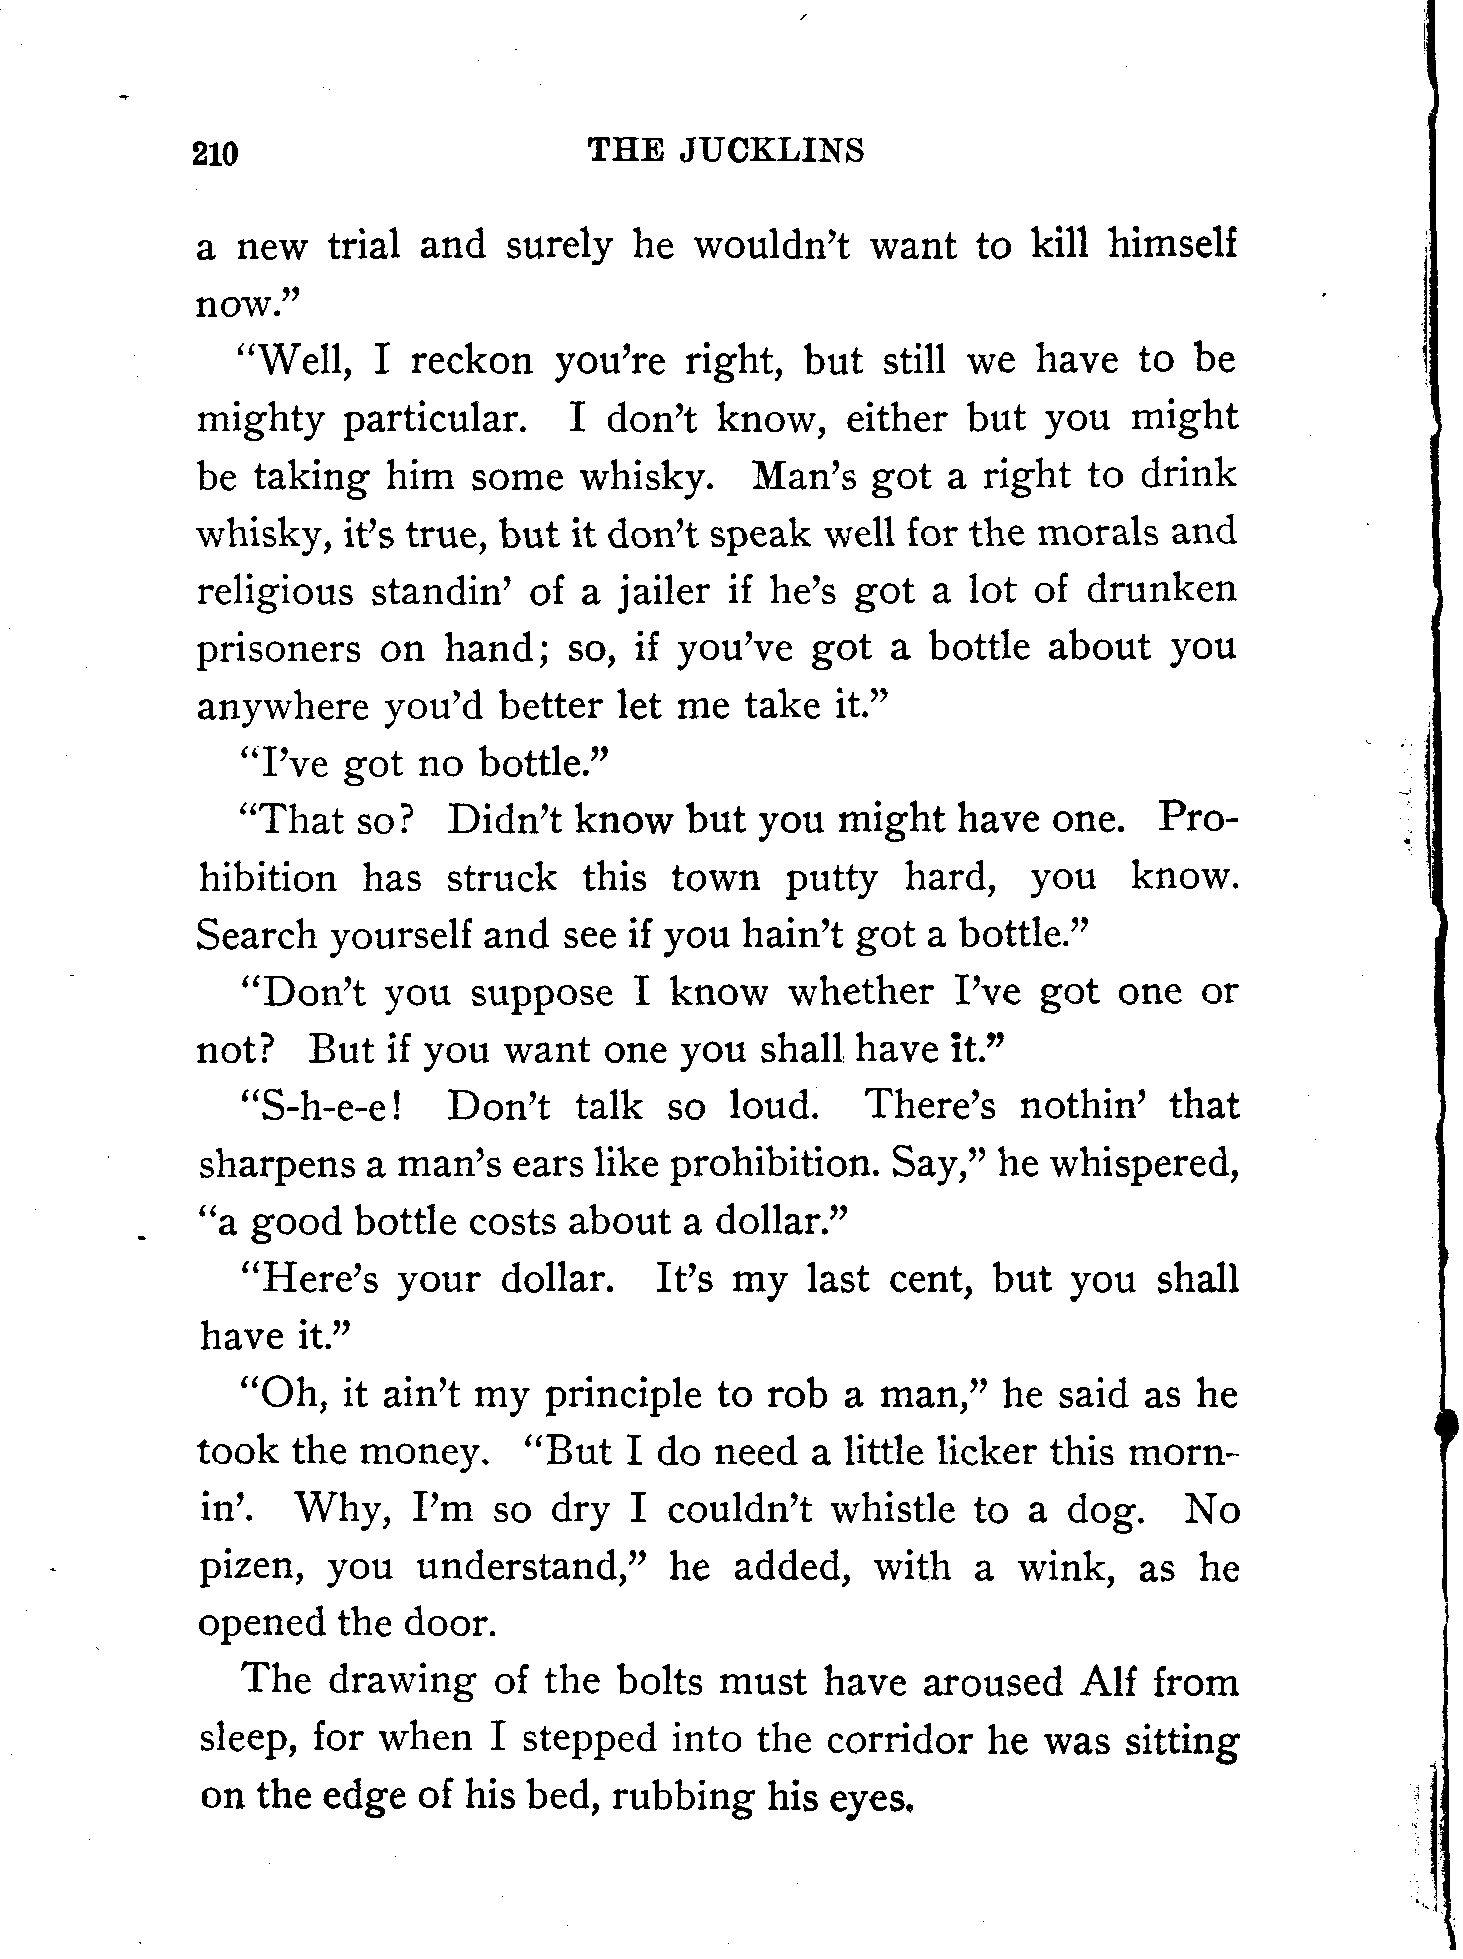 210 THE JUCKLINS
a new trial and surely he wouldn't want to kill himself
now."
"Well, I reckon you're right, but still we have to be
mighty particular. I don't know, either but you might
be taking him some whisky. Man's got a right to drink
whisky, it's true, but it don't speak well for the morals and
religious standin' of a jailer if he's got a lot of drunken
prisoners on hand; so, if you've got a bottle about you
anywhere you'd better let me take it."
"I've got no bottle."
"That so? Didn't know but you might have one. Pro-
hibition has struck this town putty hard, you know.
Search yourself and see if you hain't got a bottle."
"Don't you suppose I know whether I've got one or
not? But if you want one you shall have it."
"S-h-e-e! Don't talk so loud. There's nothin' that
sharpens a man's ears like prohibition. Say," he whispered,
"a good bottle costs about a dollar."
"Here's your dollar. It's my last cent, but you shall
have it."
"Oh, it ain't my principle to rob a man," he said as he
took the money. "But I do need a little licker this morn-
in'. Why, I'm so dry I couldn't whistle to a dog. No
pizen, you understand," he added, with a wink, as he
opened the door.
The drawing of the bolts must have aroused Alf from
sleep, for when I stepped into the corridor he was sitting
on the edge of his bed, rubbing his eyes.